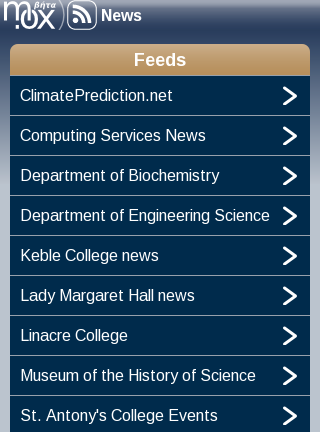 m.ox βήτα News
Feeds
ClimatePrediction.net
Computing Services News
Department of Biochemistry
Department of Engineering Science
Keble College news
Lady Margaret Hall news
Linacre College
Museum of the History of Science
St. Antony's College Events